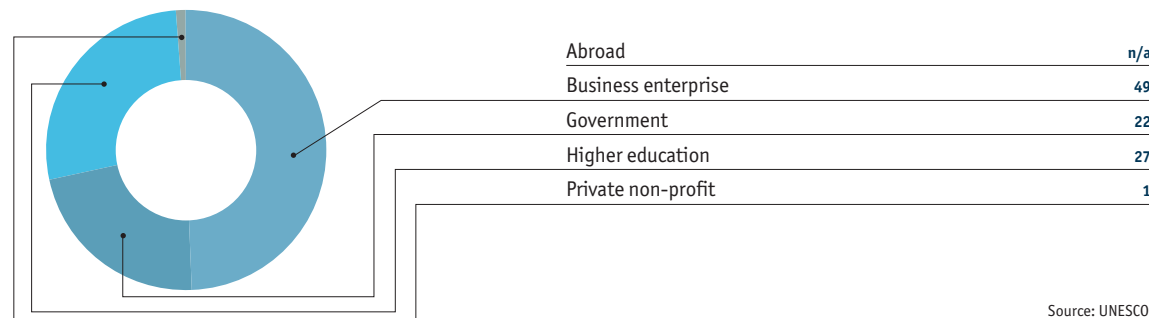 Abroad n/a
Business enterprise 49
Government 22
Higher education 27
Private non-profit 1
Source: UNESCO